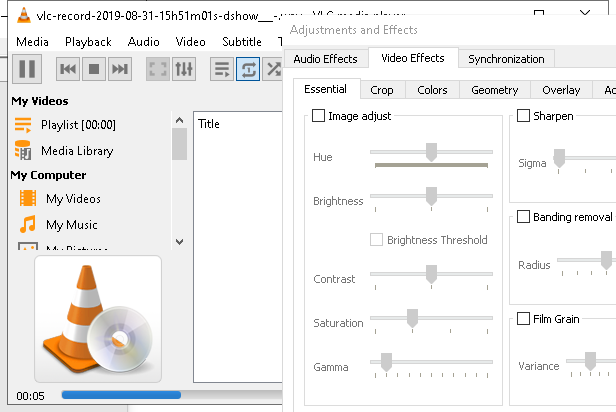 vlc-record-2019-08-31-15h51m01s-dshow___-.wav - VLC media player
Adjustments and Effects
Media Playback Audio Video Subtitle
Audio Effects Video Effects Synchronization
Essential Crop Colors Geometry Overlay
My Videos
Playlist [00:00]
Media Library
My Computer
My Videos
My Music
My Pictures
Title
00:05
Image adjust
Hue
Brightness
Brightness Threshold
Contrast
Saturation
Gamma
Sharpen
Sigma
Banding removal
Radius
Film Grain
Variance